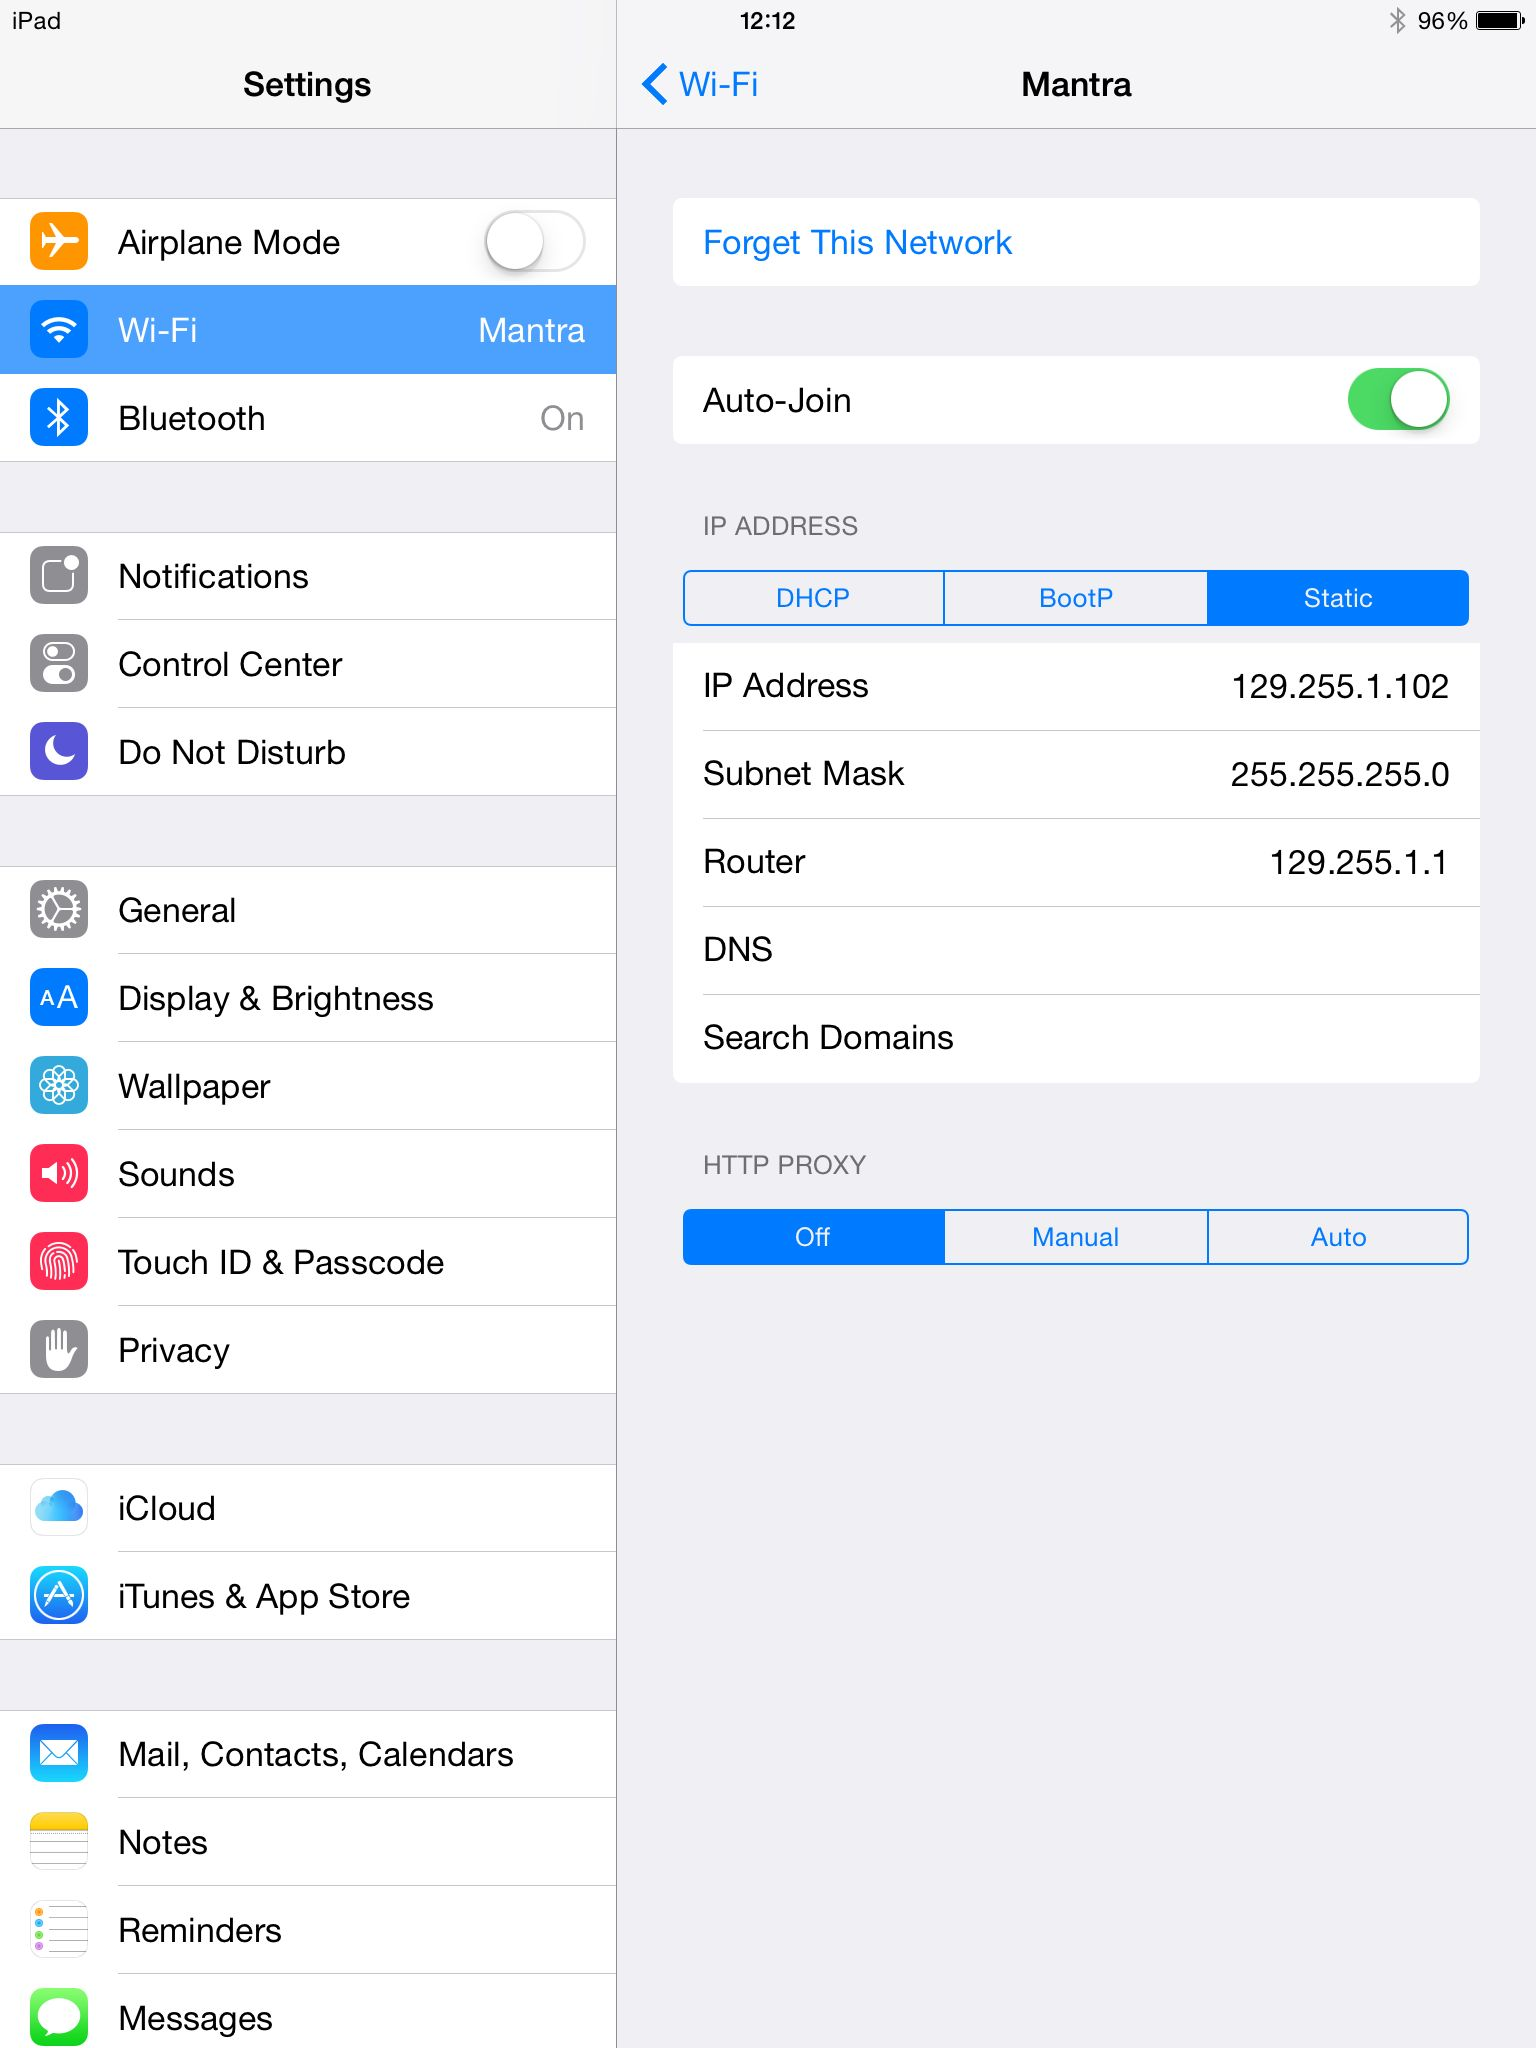 iPad
12:12
96%
Settings
Wi-Fi
Mantra
Airplane Mode
Wi-Fi Mantra
Bluetooth On
Notifications
Control Center
Do Not Disturb
General
AA Display & Brightness
Wallpaper
Sounds
Touch ID & Passcode
Privacy
iCloud
iTunes & App Store
Mail, Contacts, Calendars
Notes
Reminders
Messages
Forget This Network
Auto-Join
IP ADDRESS
DHCP BootP Static
IP Address 129.255.1.102
Subnet Mask 255.255.255.0
Router 129.255.1.1
DNS
Search Domains
HTTP PROXY
Off Manual Auto